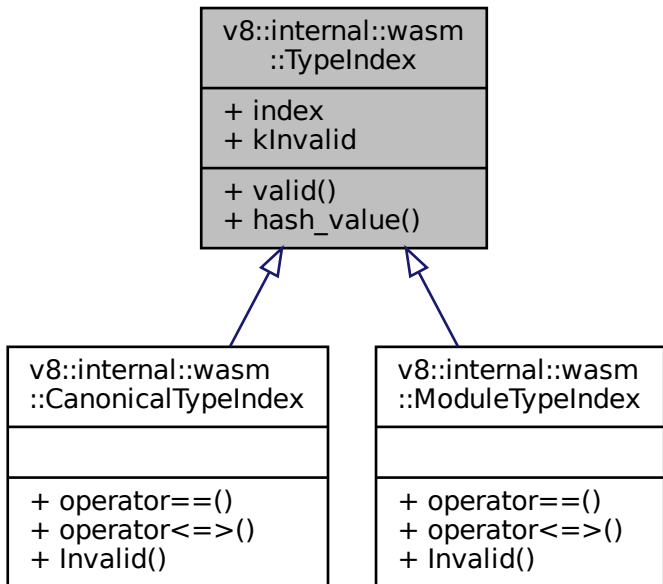 v8::internal::wasm
::TypeIndex
+ index
+ kInvalid
+ valid()
+ hash_value()
v8::internal::wasm
::CanonicalTypeIndex
+ operator==()
+ operator<=>()
+ Invalid()
v8::internal::wasm
::ModuleTypeIndex
+ operator==()
+ operator<=>()
+ Invalid()